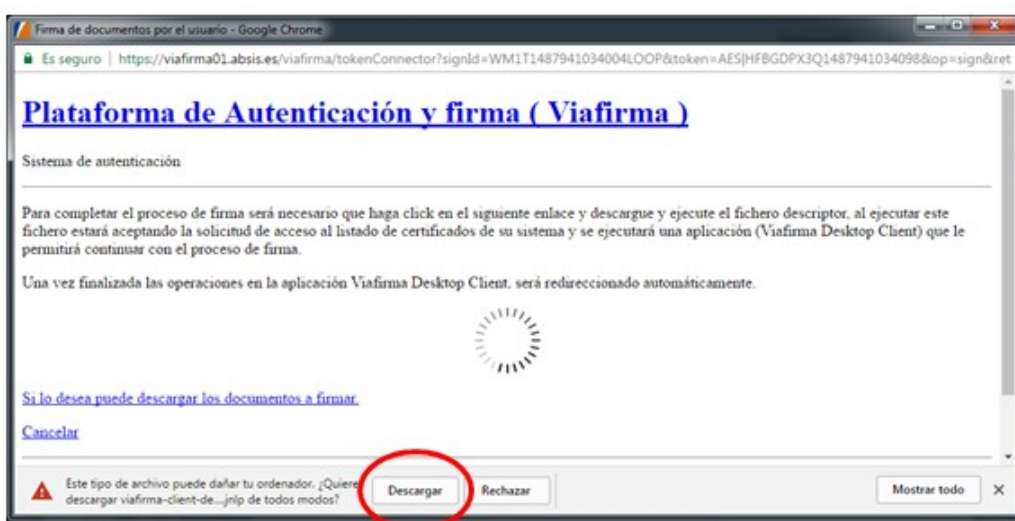 Firma de documentos por el usuario - Google Chrome
Es seguro | https://viafirma01.absis.es/viafirma/tokenConnector?signId=WM1T1487941034004LOOP&token=AES|HFBGDPX3Q1487941034098&op=sign&ret
Plataforma de Autenticación y firma ( Viafirma )
Sistema de autenticación
Para completar el proceso de firma será necesario que haga click en el siguiente enlace y descargue y ejecute el fichero descriptor, al ejecutar este
fichero estará aceptando la solicitud de acceso al listado de certificados de su sistema y se ejecutará una aplicación (Viafirma Desktop Client) que le
permitirá continuar con el proceso de firma.
Una vez finalizada las operaciones en la aplicación Viafirma Desktop Client, será redireccionado automáticamente.
Si lo desea puede descargar los documentos a firmar.
Cancelar
Este tipo de archivo puede dañar tu ordenador. ¿Quiere
descargar viafirma-client-de....jnlp de todos modos?
Descargar
Rechazar
Mostrar todo